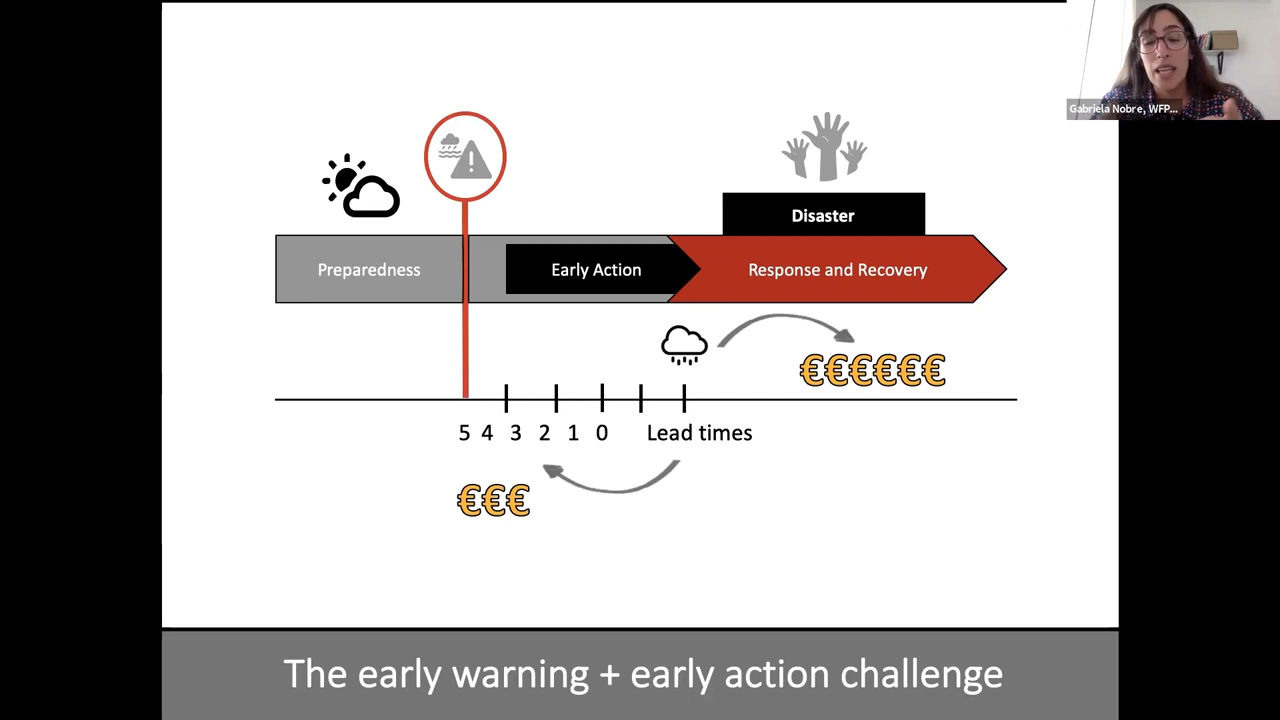 Gabriela Nobre, WFP...
Disaster
Preparedness
Early Action
Response and Recovery
€€€€€€
5 4 3 2 1 0 Lead times
€€€
The early warning + early action challenge